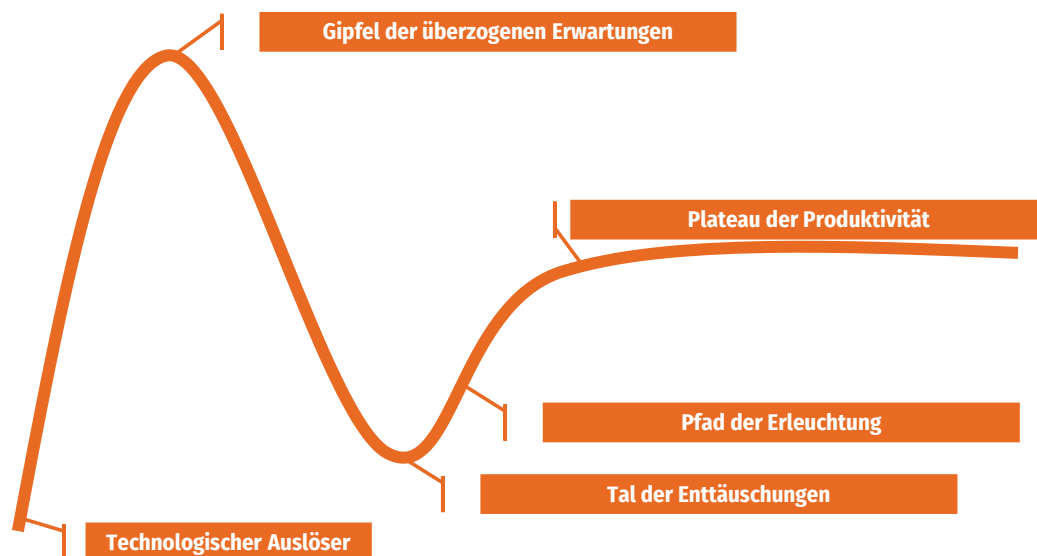 Gipfel der überzogenen Erwartungen
Plateau der Produktivität
Pfad der Erleuchtung
Tal der Enttäuschungen
Technologischer Auslöser